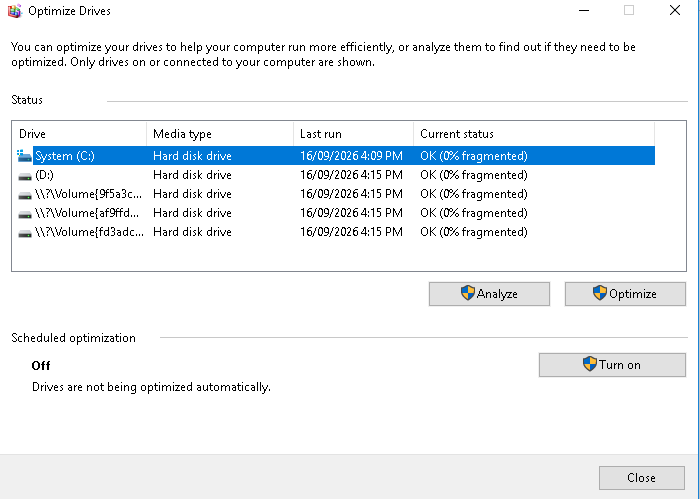 Optimize Drives
You can optimize your drives to help your computer run more efficiently, or analyze them to find out if they need to be
optimized. Only drives on or connected to your computer are shown.
Status
Drive Media type Last run Current status
System (C:) Hard disk drive 16/09/2026 4:09 PM OK (0% fragmented)
(D:) Hard disk drive 16/09/2026 4:15 PM OK (0% fragmented)
\\?\Volume{9f5a3c... Hard disk drive 16/09/2026 4:15 PM OK (0% fragmented)
\\?\Volume{af9ffd... Hard disk drive 16/09/2026 4:15 PM OK (0% fragmented)
\\?\Volume{fd3adc... Hard disk drive 16/09/2026 4:15 PM OK (0% fragmented)
Analyze Optimize
Scheduled optimization
Off
Turn on
Drives are not being optimized automatically.
Close